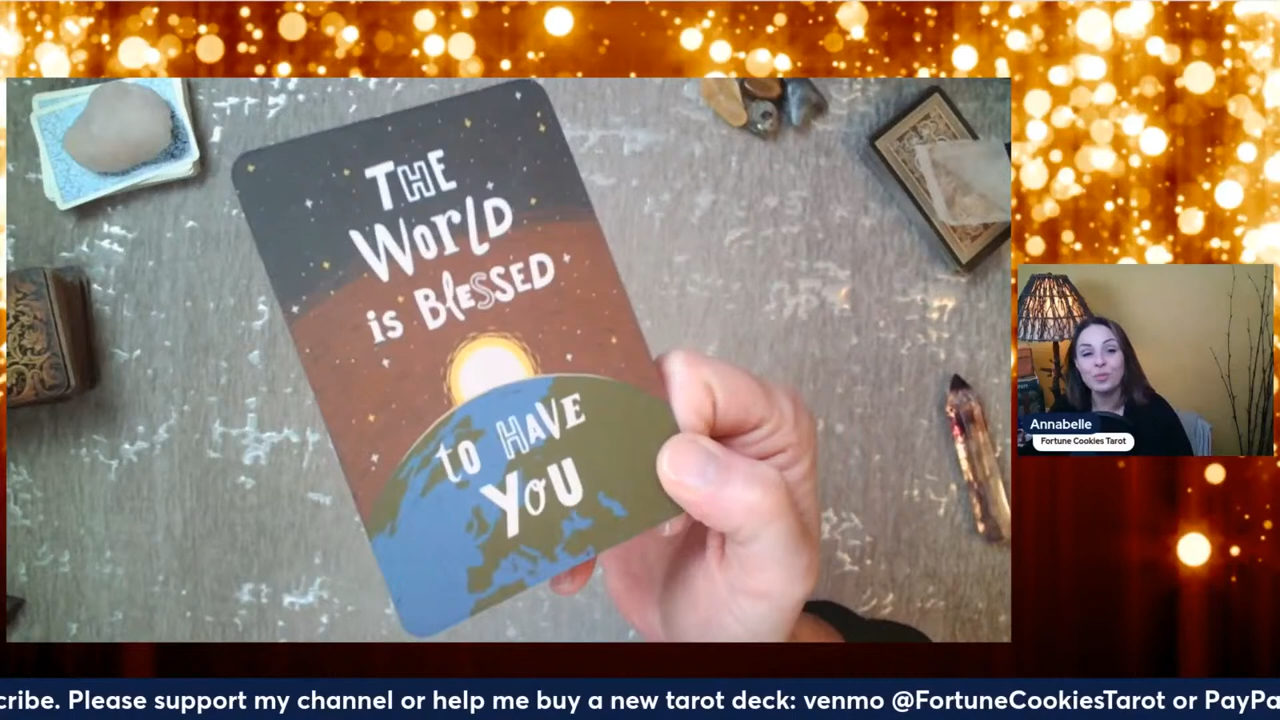 THE
WorlD
is BleSSED
to HAVE
YoU
Annabelle
Fortune Cookies Tarot
cribe. Please support my channel or help me buy a new tarot deck: venmo @FortuneCookiesTarot or PayPa